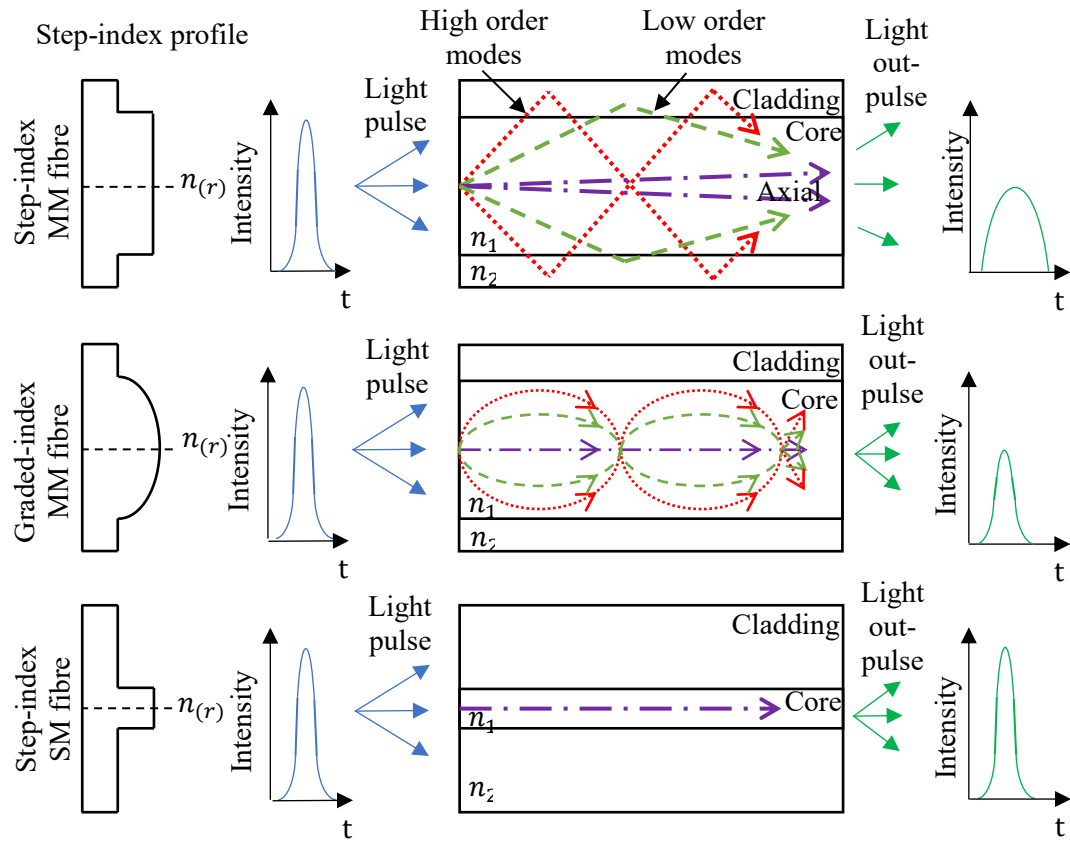 Step-index profile
High order
modes
Low order
modes
Step-index
MM fibre
n(r)
Intensity
t
Light
pulse
Cladding
Core
Axial
n1
n2
Light
out-
pulse
Intensity
t
Graded-index
MM fibre
n(r)
Intensity
t
Light
pulse
Cladding
Core
n1
n2
Light
out-
pulse
Intensity
t
Step-index
SM fibre
n(r)
Intensity
t
Light
pulse
Cladding
Core
n1
n2
Light
out-
pulse
Intensity
t